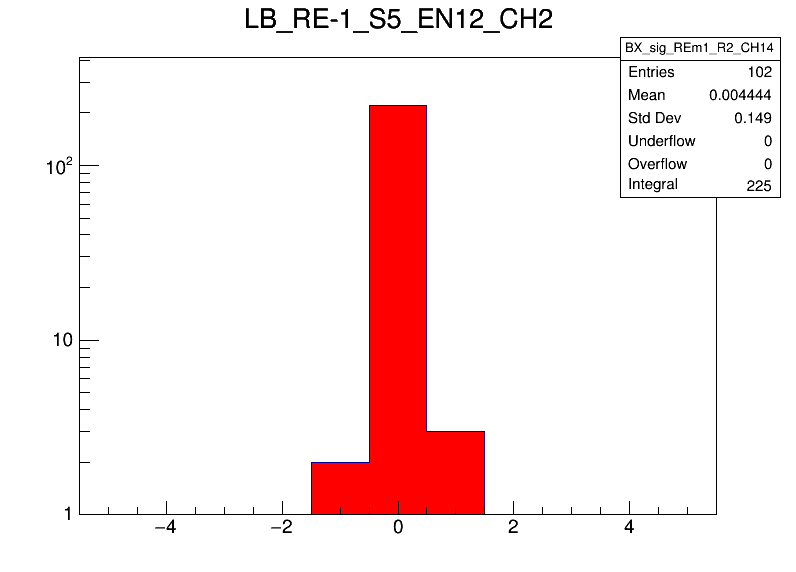 LB_RE-1_S5_EN12_CH2
BX_sig_REm1_R2_CH14
Entries 102
Mean 0.004444
Std Dev 0.149
Underflow 0
Overflow 0
Integral 225
10²
10
1
−4 −2 0 2 4